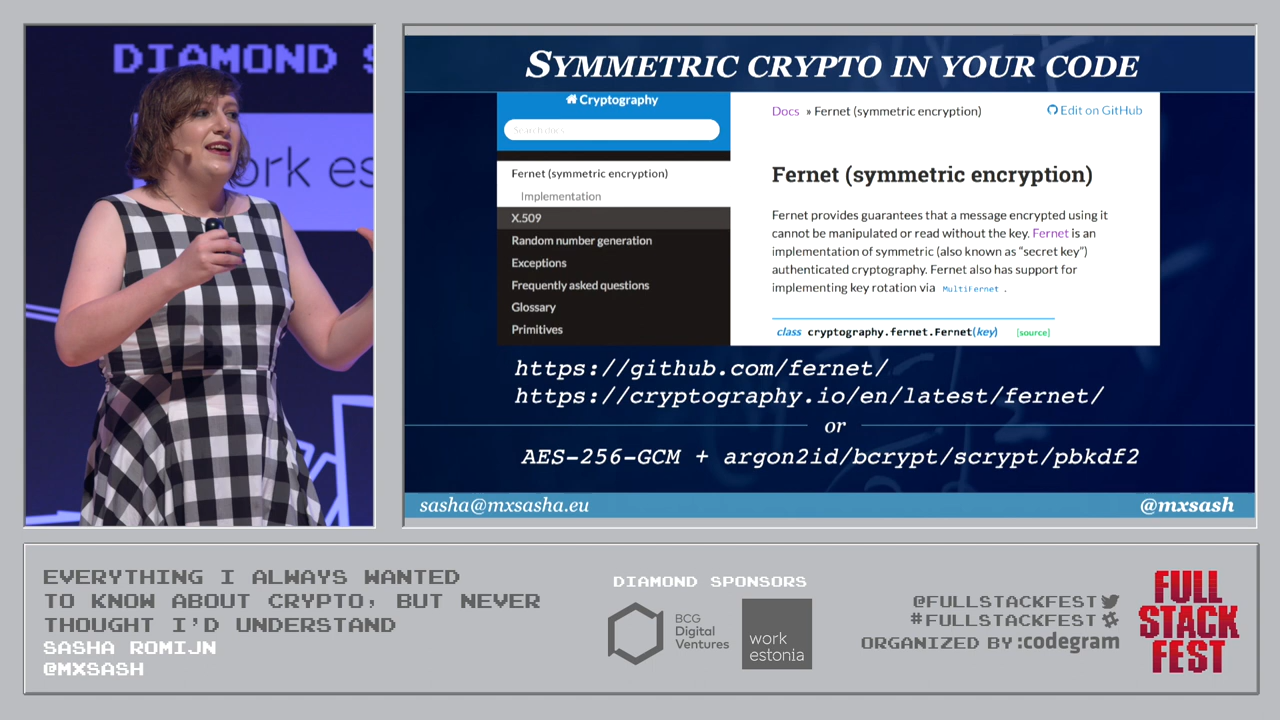 DIAMOND S
work es
SYMMETRIC CRYPTO IN YOUR CODE
Cryptography
Search docs
Fernet (symmetric encryption)
Implementation
X.509
Random number generation
Exceptions
Frequently asked questions
Glossary
Primitives
Docs » Fernet (symmetric encryption)
Edit on GitHub
Fernet (symmetric encryption)
Fernet provides guarantees that a message encrypted using it
cannot be manipulated or read without the key. Fernet is an
implementation of symmetric (also known as “secret key”)
authenticated cryptography. Fernet also has support for
implementing key rotation via MultiFernet .
class cryptography.fernet.Fernet(key) [source]
https://github.com/fernet/
https://cryptography.io/en/latest/fernet/
or
AES-256-GCM + argon2id/bcrypt/scrypt/pbkdf2
sasha@mxsasha.eu
@mxsash
EVERYTHING I ALWAYS WANTED
TO KNOW ABOUT CRYPTO, BUT NEVER
THOUGHT I'D UNDERSTAND
SASHA ROMIJN
@MXSASH
DIAMOND SPONSORS
BCG
Digital
Ventures
work
estonia
@FULLSTACKFEST
#FULLSTACKFEST
ORGANIZED BY :codegram
FULL
STACK
FEST